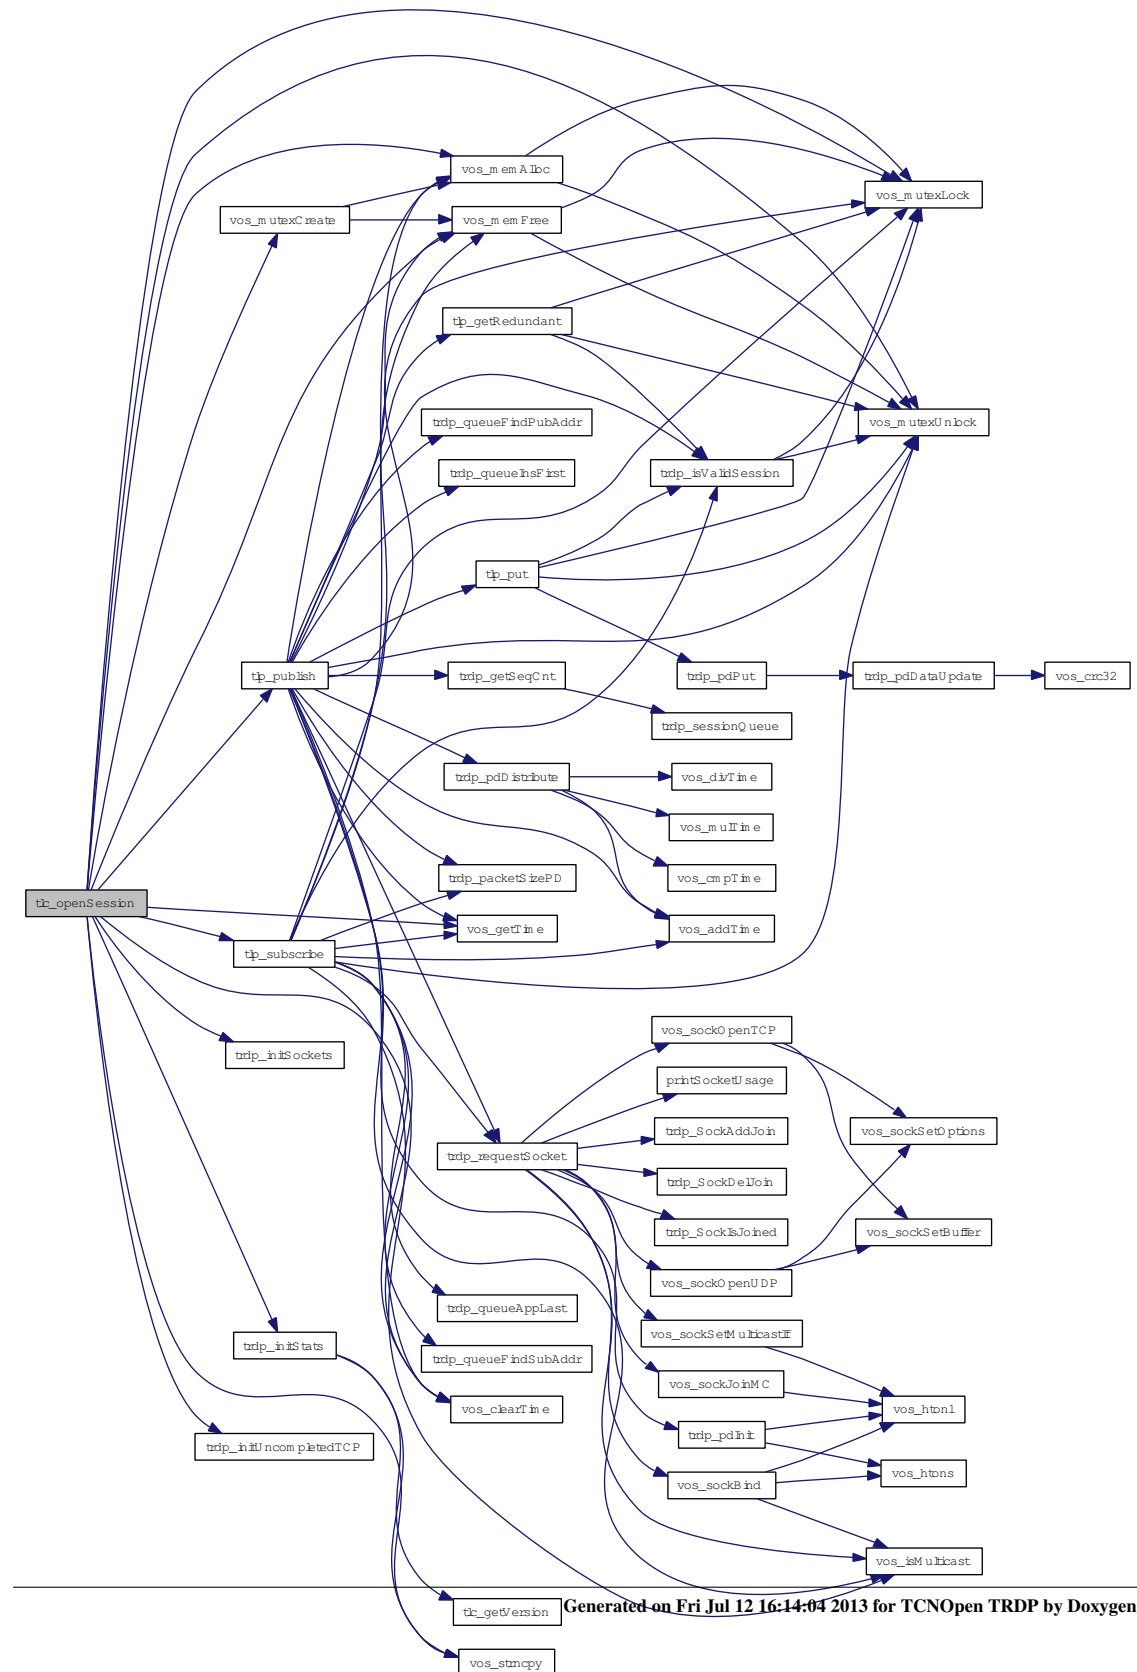 vos_memAlloc
vos_mutexLock
vos_mutexCreate
vos_memFree
tlp_getRedundant
trdp_queueFindPubAddr
vos_mutexUnlock
trdp_queueInsFirst
trdp_isValidSession
tlp_put
tlp_publish
trdp_getSeqCnt
trdp_pdPut
trdp_pdDataUpdate
vos_crc32
trdp_sessionQueue
trdp_pdDistribute
vos_divTime
vos_mulTime
trdp_packetSizePD
vos_cmpTime
tlc_openSession
vos_getTime
vos_addTime
tlp_subscribe
vos_sockOpenTCP
trdp_initSockets
printSocketUsage
trdp_SockAddJoin
vos_sockSetOptions
trdp_requestSocket
trdp_SockDelJoin
trdp_SockIsJoined
vos_sockSetBuffer
vos_sockOpenUDP
trdp_queueAppLast
vos_sockSetMulticastIf
trdp_initStats
trdp_queueFindSubAddr
vos_sockJoinMC
vos_clearTime
vos_htonl
trdp_pdInit
trdp_initUncompletedTCP
vos_htons
vos_sockBind
vos_isMulticast
tlc_getVersion
Generated on Fri Jul 12 16:14:04 2013 for TCNOpen TRDP by Doxygen
vos_strncpy